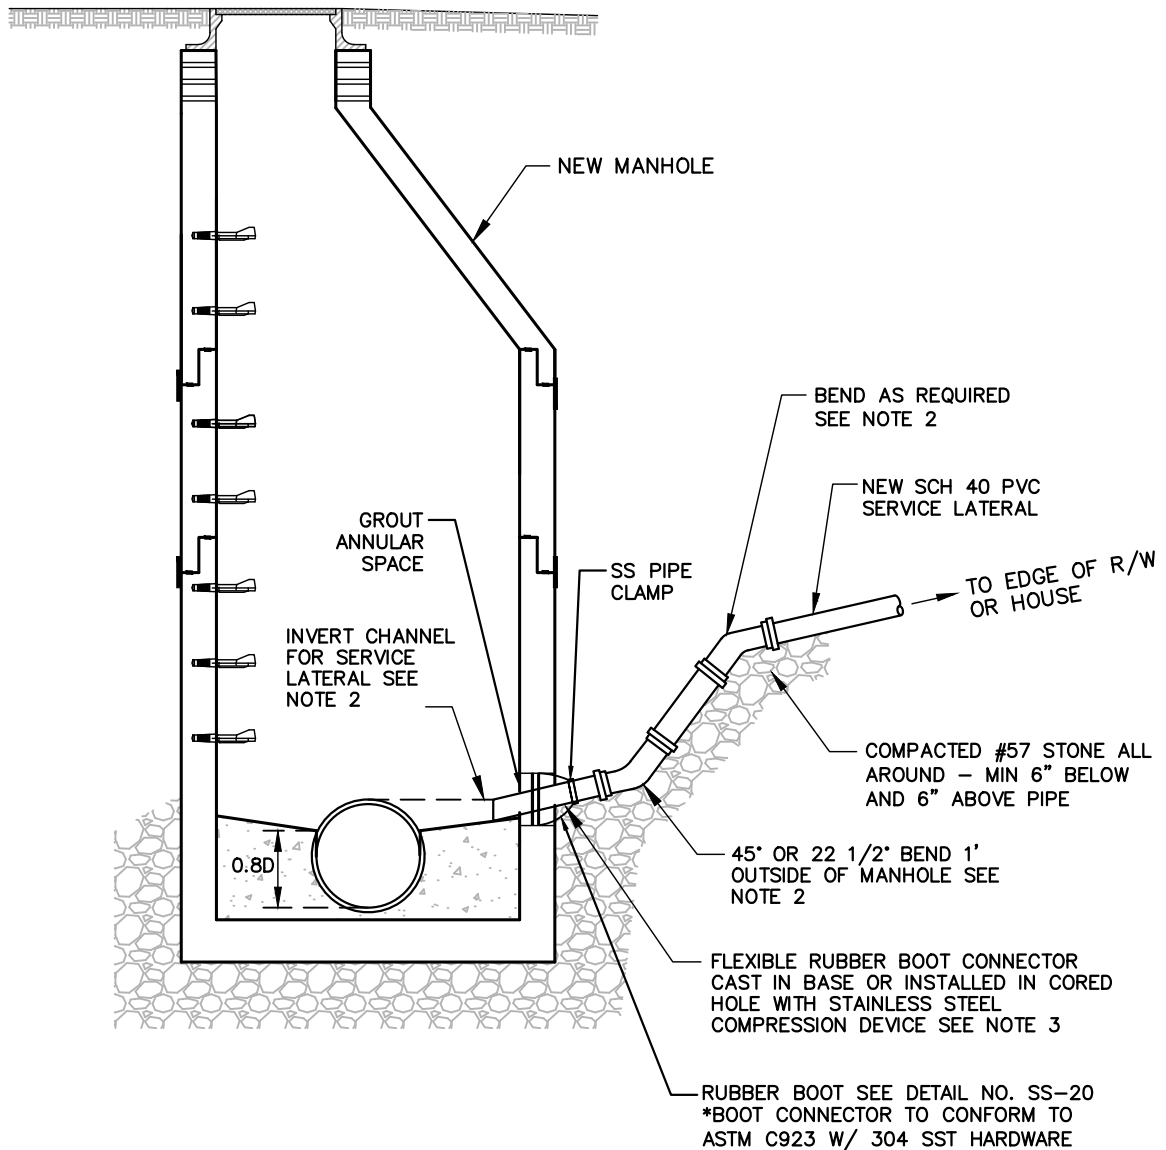 NEW MANHOLE
BEND AS REQUIRED
SEE NOTE 2
NEW SCH 40 PVC
SERVICE LATERAL
GROUT
ANNULAR
SPACE
SS PIPE
CLAMP
TO EDGE OF R/W
OR HOUSE
INVERT CHANNEL
FOR SERVICE
LATERAL SEE
NOTE 2
COMPACTED #57 STONE ALL
AROUND – MIN 6" BELOW
AND 6" ABOVE PIPE
0.8D
45° OR 22 1/2° BEND 1'
OUTSIDE OF MANHOLE SEE
NOTE 2
FLEXIBLE RUBBER BOOT CONNECTOR
CAST IN BASE OR INSTALLED IN CORED
HOLE WITH STAINLESS STEEL
COMPRESSION DEVICE SEE NOTE 3
RUBBER BOOT SEE DETAIL NO. SS–20
*BOOT CONNECTOR TO CONFORM TO
ASTM C923 W/ 304 SST HARDWARE